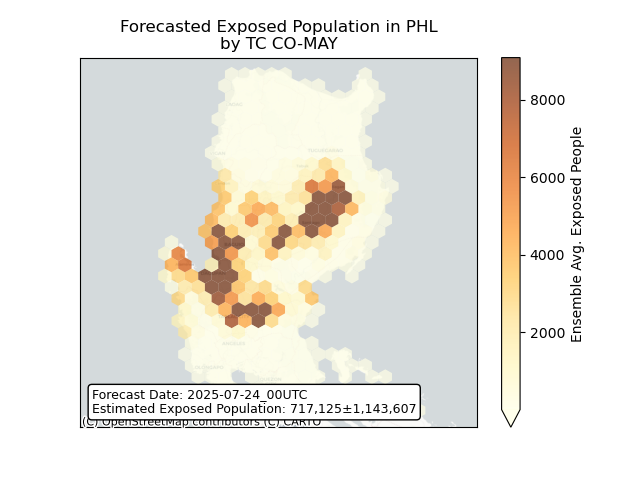 Forecasted Exposed Population in PHL
by TC CO-MAY
8000
6000
4000
2000
Ensemble Avg. Exposed People
Forecast Date: 2025-07-24_00UTC
Estimated Exposed Population: 717,125±1,143,607
(C) OpenStreetMap contributors (C) CARTO